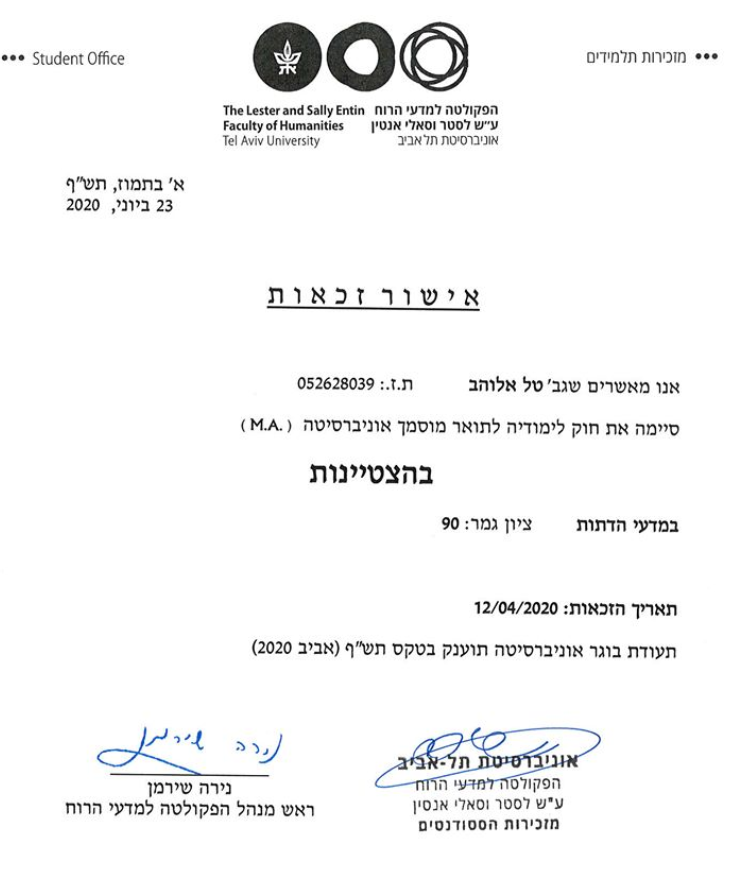 מזכירות תלמידים •••
••• Student Office
הפקולטה למדעי הרוח
ע״ש לסטר וסאלי אנטין
אוניברסיטת תל אביב
The Lester and Sally Entin
Faculty of Humanities
Tel Aviv University
א' בתמוז, תש״ף
23 ביוני, 2020
אישור זכאות
אנו מאשרים שגב' טל אלוהב ת.ז.: 052628039
סיימה את חוק לימודיה לתואר מוסמך אוניברסיטה (M.A.)
בהצטיינות
במדעי הדתות ציון גמר: 90
תאריך הזכאות: 12/04/2020
תעודת בוגר אוניברסיטה תוענק בטקס תש״ף (אביב 2020)
אוניברסיטת תל-אביב
הפקולטה למדעי הרוח
ע"ש לסטר וסאלי אנטין
מזכירות הסטודנטים
נירה שירמן
נירה שירמן
ראש מנהל הפקולטה למדעי הרוח